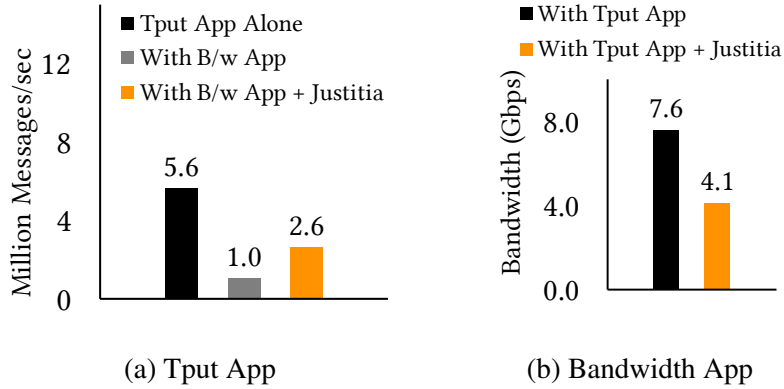 Tput App Alone
With B/w App
With B/w App + Justitia
Million Messages/sec
12
8
4
0
5.6
1.0
2.6
(a) Tput App
With Tput App
With Tput App + Justitia
Bandwidth (Gbps)
8.0
4.0
0.0
7.6
4.1
(b) Bandwidth App